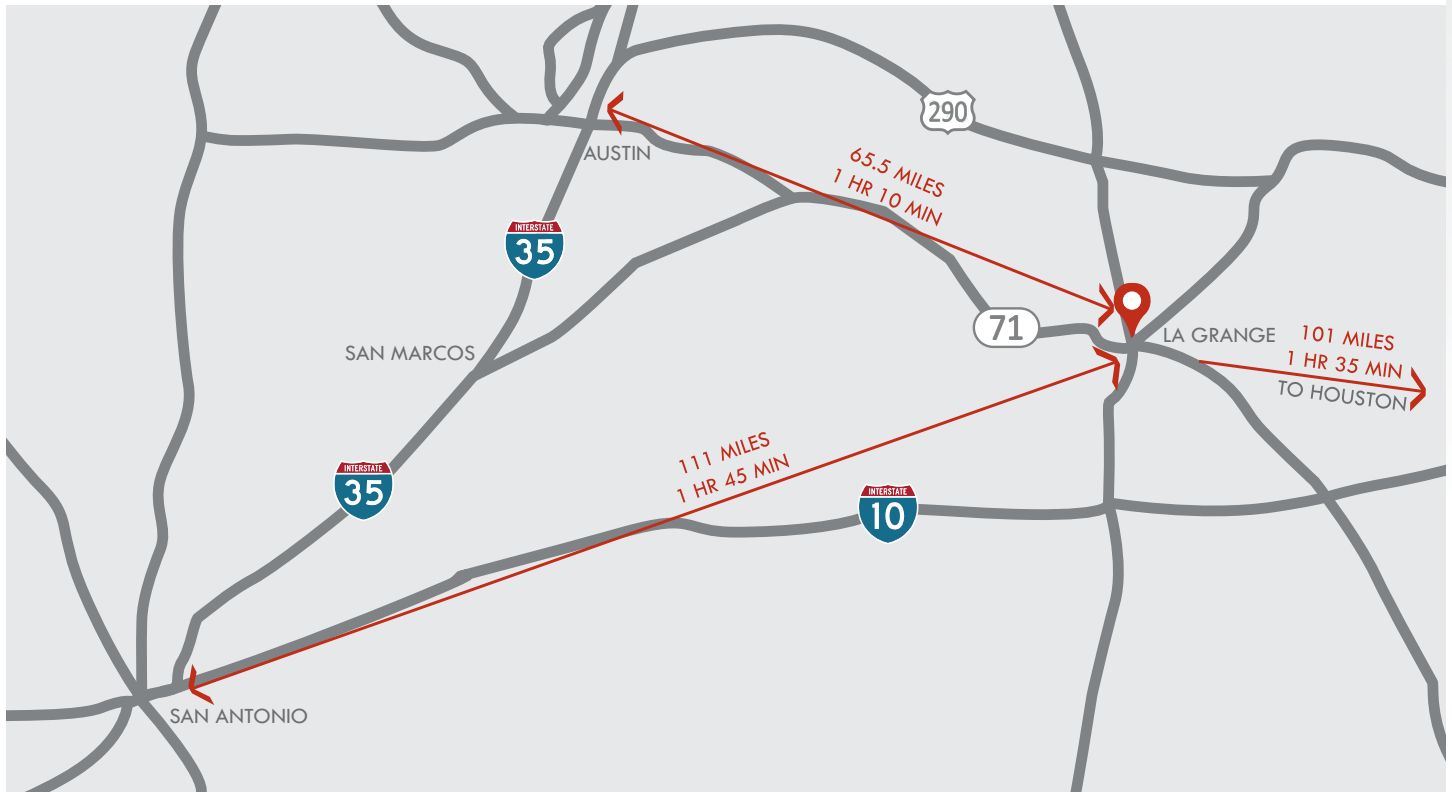 290
AUSTIN
65.5 MILES
1 HR 10 MIN
INTERSTATE
35
71
LA GRANGE
101 MILES
1 HR 35 MIN
TO HOUSTON
SAN MARCOS
111 MILES
1 HR 45 MIN
INTERSTATE
35
INTERSTATE
10
SAN ANTONIO